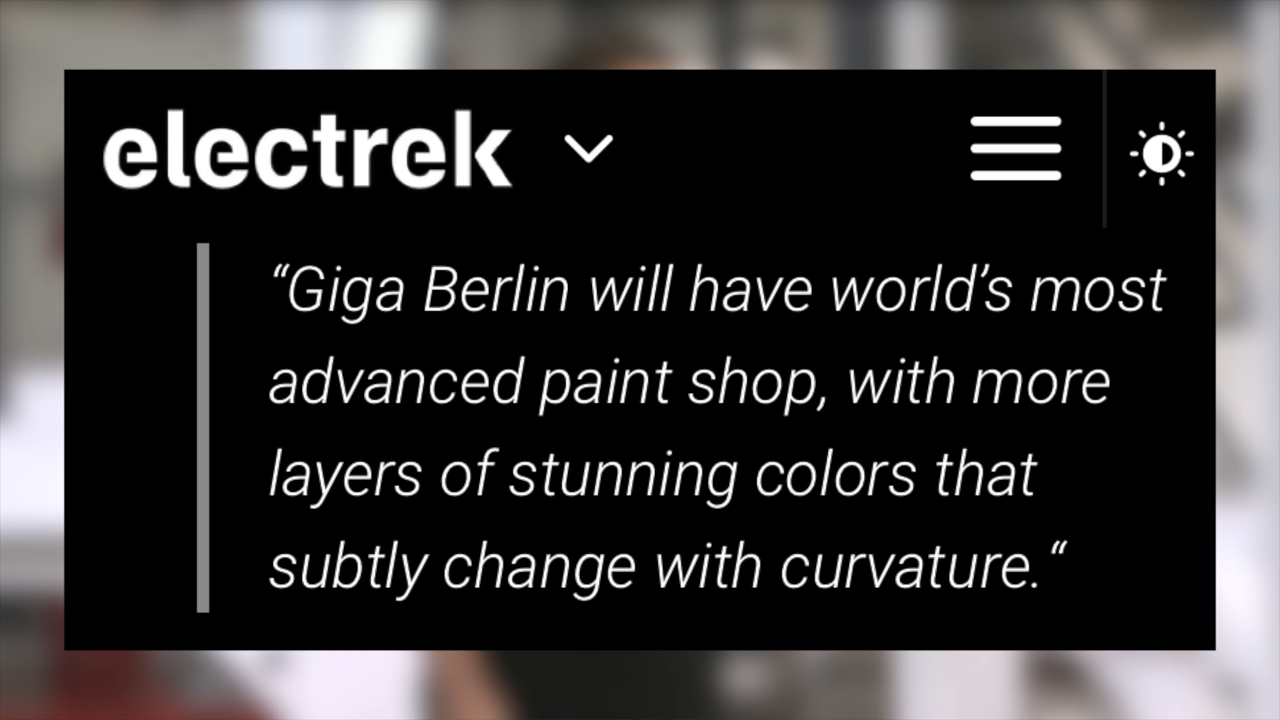 electrek
“Giga Berlin will have world’s most
advanced paint shop, with more
layers of stunning colors that
subtly change with curvature.“